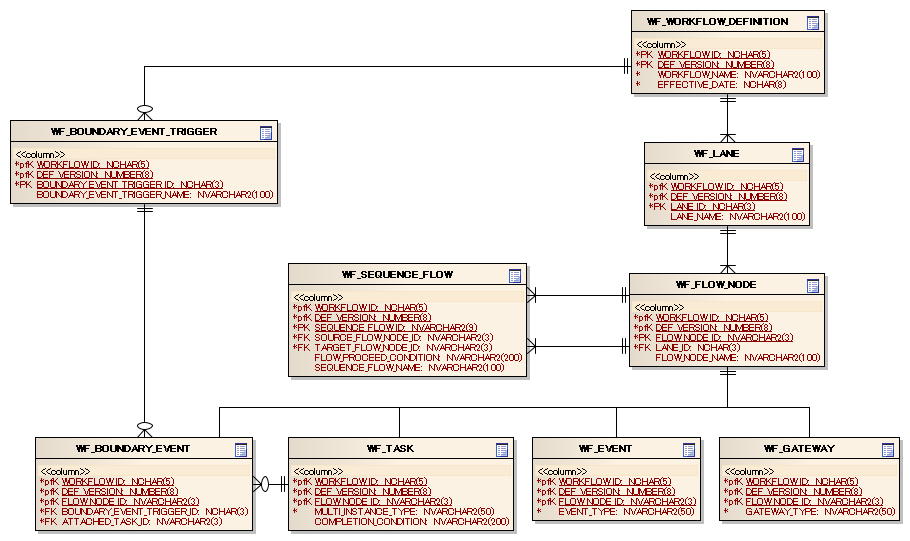 WF_WORKFLOW_DEFINITION
<<column>>
*PK WORKFLOW_ID: NCHAR(5)
*PK DEF_VERSION: NUMBER(8)
* WORKFLOW_NAME: NVARCHAR2(100)
* EFFECTIVE_DATE: NCHAR(8)
WF_BOUNDARY_EVENT_TRIGGER
<<column>>
*pfK WORKFLOW_ID: NCHAR(5)
*pfK DEF_VERSION: NUMBER(8)
*PK BOUNDARY_EVENT_TRIGGER_ID: NCHAR(3)
BOUNDARY_EVENT_TRIGGER_NAME: NVARCHAR2(100)
WF_LANE
<<column>>
*pfK WORKFLOW_ID: NCHAR(5)
*pfK DEF_VERSION: NUMBER(8)
*PK LANE_ID: NCHAR(3)
LANE_NAME: NVARCHAR2(100)
WF_SEQUENCE_FLOW
<<column>>
*pfK WORKFLOW_ID: NCHAR(5)
*pfK DEF_VERSION: NUMBER(8)
*PK SEQUENCE_FLOW_ID: NVARCHAR2(9)
*FK SOURCE_FLOW_NODE_ID: NVARCHAR2(3)
*FK TARGET_FLOW_NODE_ID: NVARCHAR2(3)
FLOW_PROCEED_CONDITION: NVARCHAR2(200)
SEQUENCE_FLOW_NAME: NVARCHAR2(100)
WF_FLOW_NODE
<<column>>
*pfK WORKFLOW_ID: NCHAR(5)
*pfK DEF_VERSION: NUMBER(8)
*PK FLOW_NODE_ID: NVARCHAR2(3)
*FK LANE_ID: NCHAR(3)
FLOW_NODE_NAME: NVARCHAR2(100)
WF_BOUNDARY_EVENT
<<column>>
*pfK WORKFLOW_ID: NCHAR(5)
*pfK DEF_VERSION: NUMBER(8)
*pfK FLOW_NODE_ID: NVARCHAR2(3)
*FK BOUNDARY_EVENT_TRIGGER_ID: NCHAR(3)
*FK ATTACHED_TASK_ID: NVARCHAR2(3)
WF_TASK
<<column>>
*pfK WORKFLOW_ID: NCHAR(5)
*pfK DEF_VERSION: NUMBER(8)
*pfK FLOW_NODE_ID: NVARCHAR2(3)
* MULTI_INSTANCE_TYPE: NVARCHAR2(50)
COMPLETION_CONDITION: NVARCHAR2(200)
WF_EVENT
<<column>>
*pfK WORKFLOW_ID: NCHAR(5)
*pfK DEF_VERSION: NUMBER(8)
*pfK FLOW_NODE_ID: NVARCHAR2(3)
* EVENT_TYPE: NVARCHAR2(50)
WF_GATEWAY
<<column>>
*pfK WORKFLOW_ID: NCHAR(5)
*pfK DEF_VERSION: NUMBER(8)
*pfK FLOW_NODE_ID: NVARCHAR2(3)
* GATEWAY_TYPE: NVARCHAR2(50)